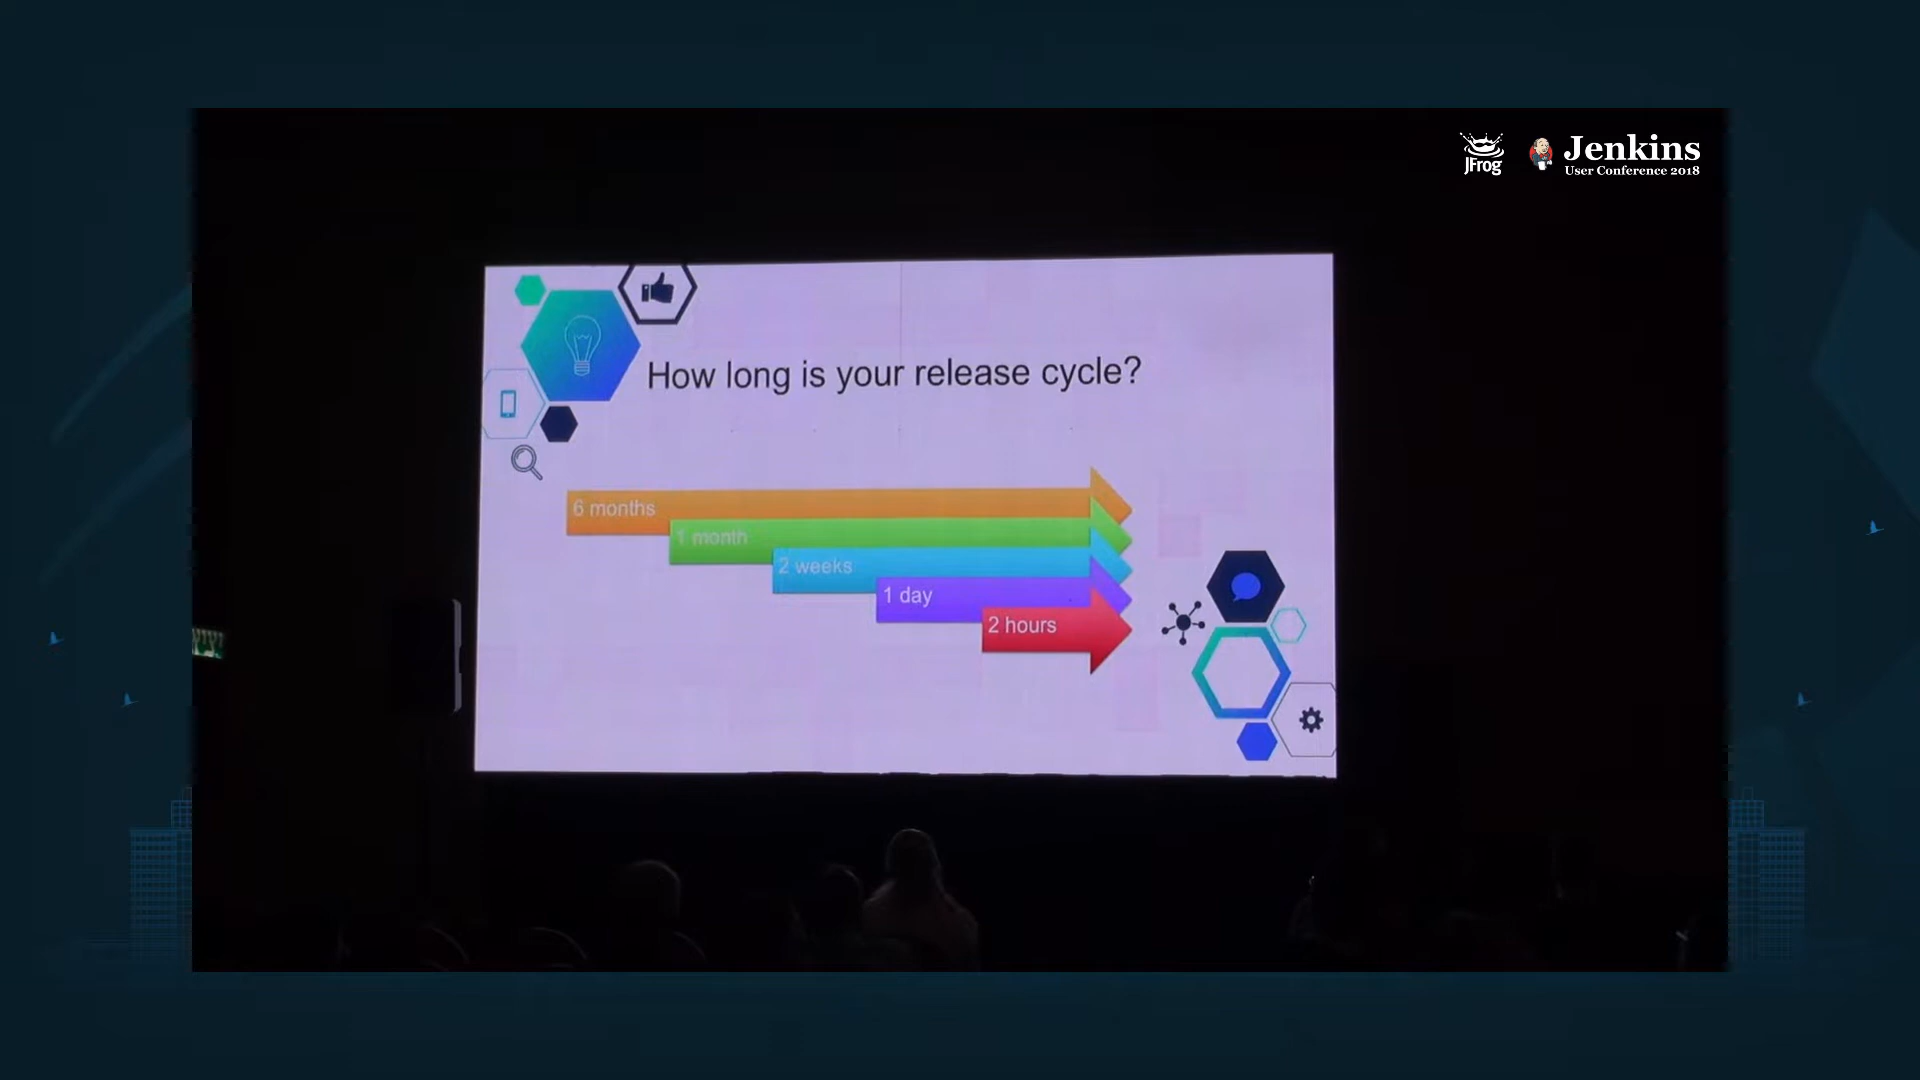 JFrog
Jenkins
User Conference 2018
How long is your release cycle?
6 months
1 month
2 weeks
1 day
2 hours